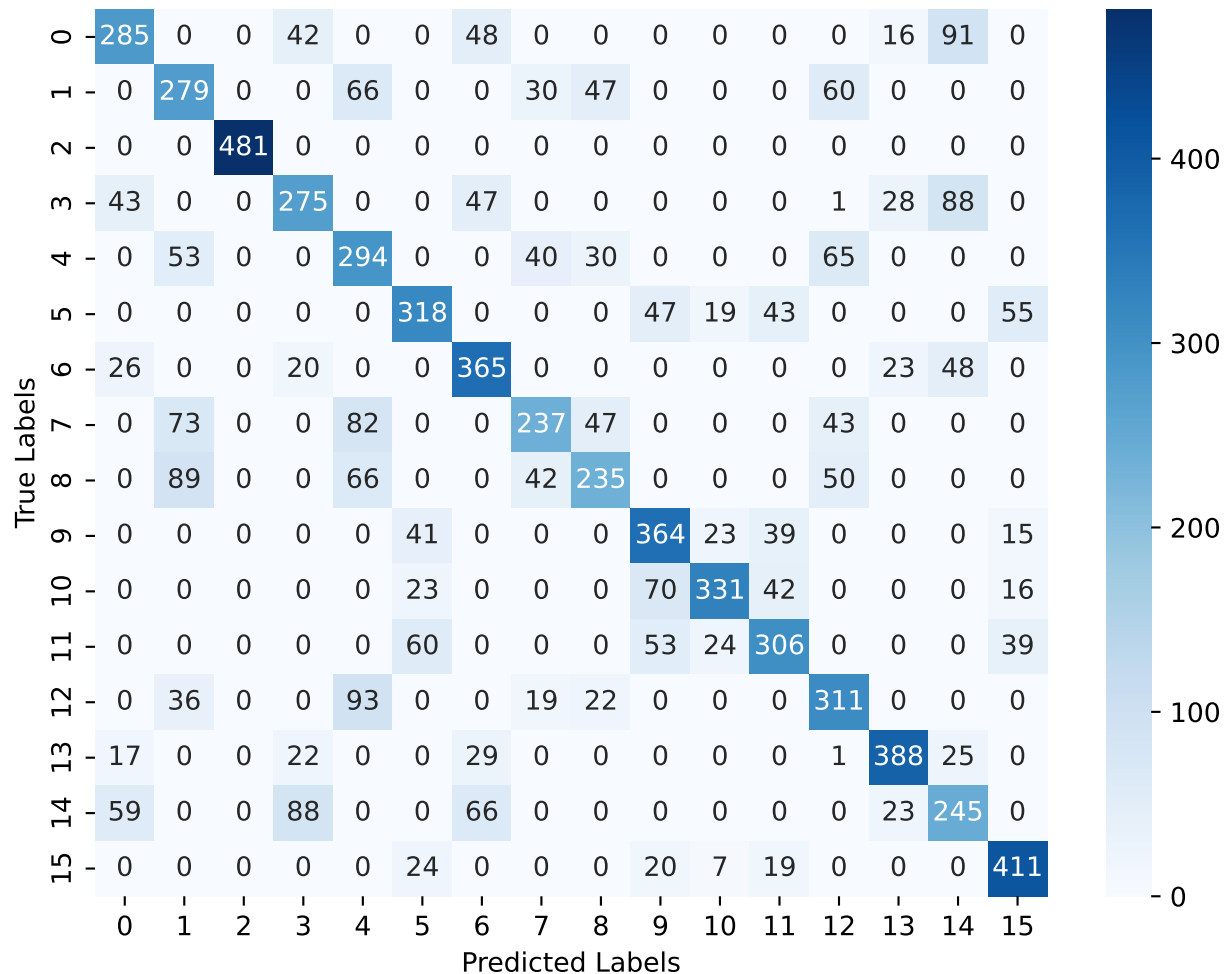 0 285 0 0 42 0 0 48 0 0 0 0 0 0 16 91 0
1 0 279 0 0 66 0 0 30 47 0 0 0 60 0 0 0
2 0 0 481 0 0 0 0 0 0 0 0 0 0 0 0 0
3 43 0 0 275 0 0 47 0 0 0 0 0 1 28 88 0
4 0 53 0 0 294 0 0 40 30 0 0 0 65 0 0 0
5 0 0 0 0 0 318 0 0 0 47 19 43 0 0 0 55
6 26 0 0 20 0 0 365 0 0 0 0 0 0 23 48 0
7 0 73 0 0 82 0 0 237 47 0 0 0 43 0 0 0
8 0 89 0 0 66 0 0 42 235 0 0 0 50 0 0 0
9 0 0 0 0 0 41 0 0 0 364 23 39 0 0 0 15
10 0 0 0 0 0 23 0 0 0 70 331 42 0 0 0 16
11 0 0 0 0 0 60 0 0 0 53 24 306 0 0 0 39
12 0 36 0 0 93 0 0 19 22 0 0 0 311 0 0 0
13 17 0 0 22 0 0 29 0 0 0 0 0 1 388 25 0
14 59 0 0 88 0 0 66 0 0 0 0 0 0 23 245 0
15 0 0 0 0 0 24 0 0 0 20 7 19 0 0 0 411
0 1 2 3 4 5 6 7 8 9 10 11 12 13 14 15
Predicted Labels
True Labels
400
300
200
100
0